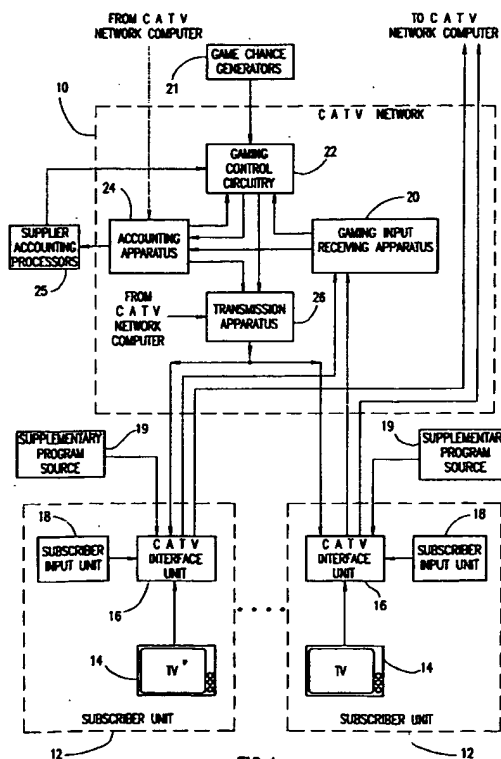 FROM C A T V
NETWORK COMPUTER
TO C A T V
NETWORK COMPUTER
GAME CHANCE
GENERATORS
21
10
C A T V NETWORK
GAMING
CONTROL
CIRCUITRY
22
24
20
SUPPLIER
ACCOUNTING
PROCESSORS
25
ACCOUNTING
APPARATUS
GAMING INPUT
RECEIVING APPARATUS
FROM
C A T V
NETWORK
COMPUTER
TRANSMISSION
APPARATUS
26
19
SUPPLEMENTARY
PROGRAM
SOURCE
19
SUPPLEMENTARY
PROGRAM
SOURCE
18
SUBSCRIBER
INPUT UNIT
C A T V
INTERFACE
UNIT
16
C A T V
INTERFACE
UNIT
16
18
SUBSCRIBER
INPUT UNIT
14
TV
TV
14
SUBSCRIBER UNIT
SUBSCRIBER UNIT
12
12